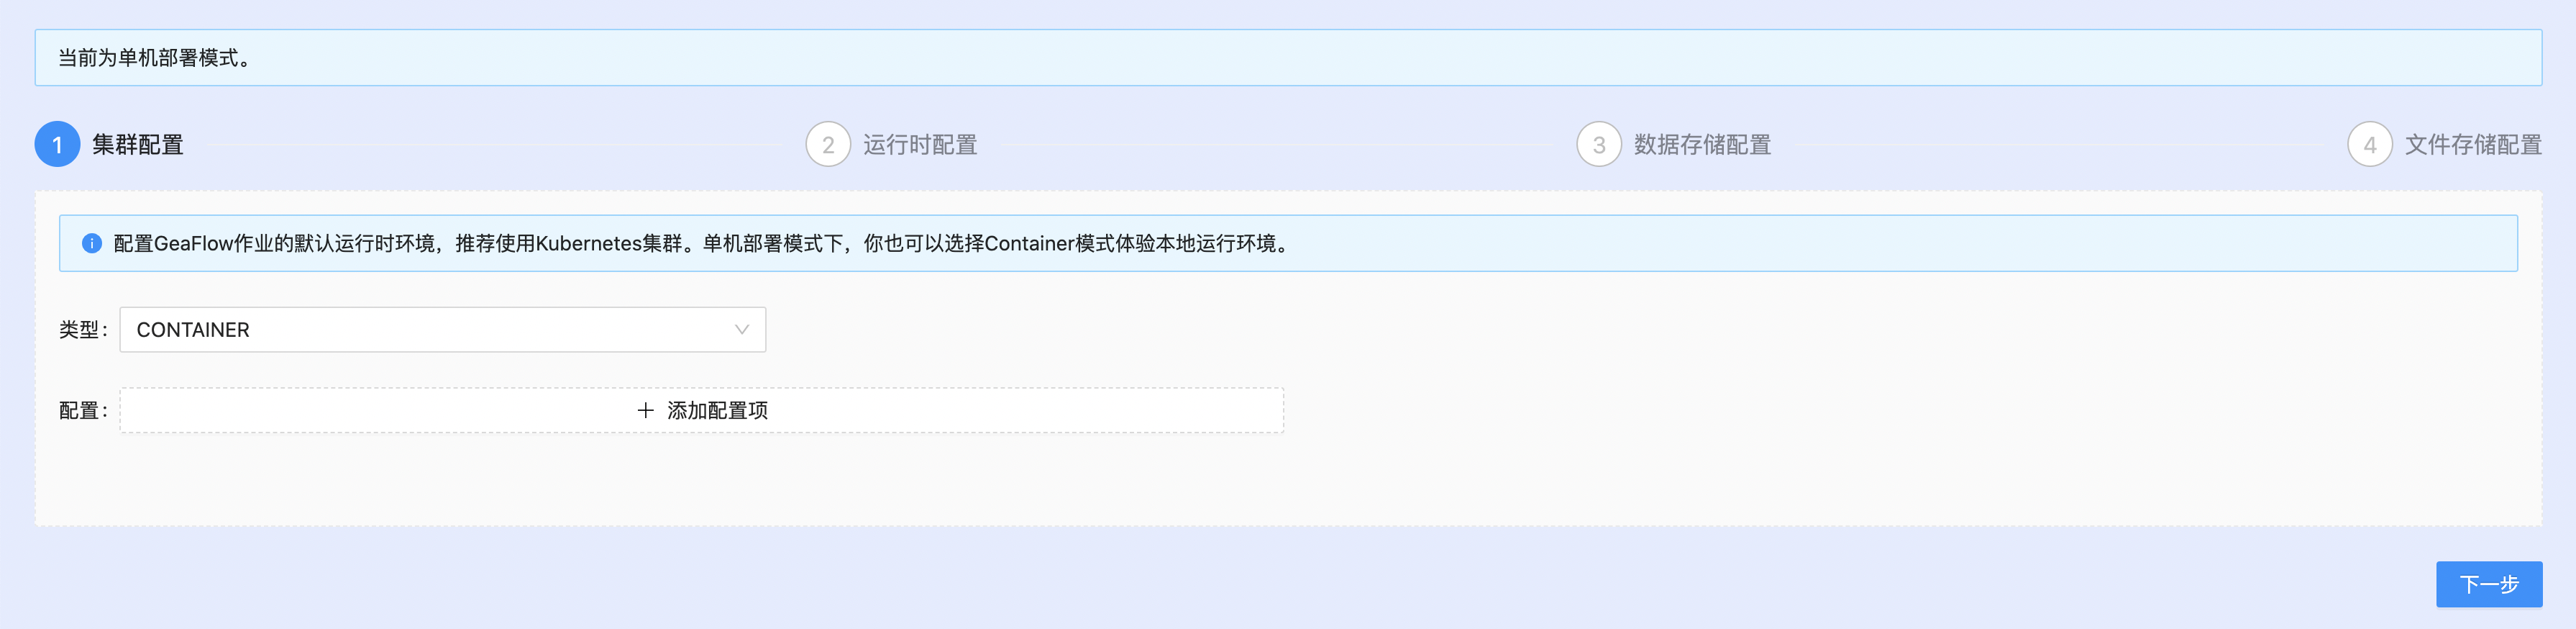 当前为单机部署模式。
1 集群配置 2 运行时配置 3 数据存储配置 4 文件存储配置
配置GeaFlow作业的默认运行时环境，推荐使用Kubernetes集群。单机部署模式下，你也可以选择Container模式体验本地运行环境。
类型： CONTAINER
配置： + 添加配置项
下一步